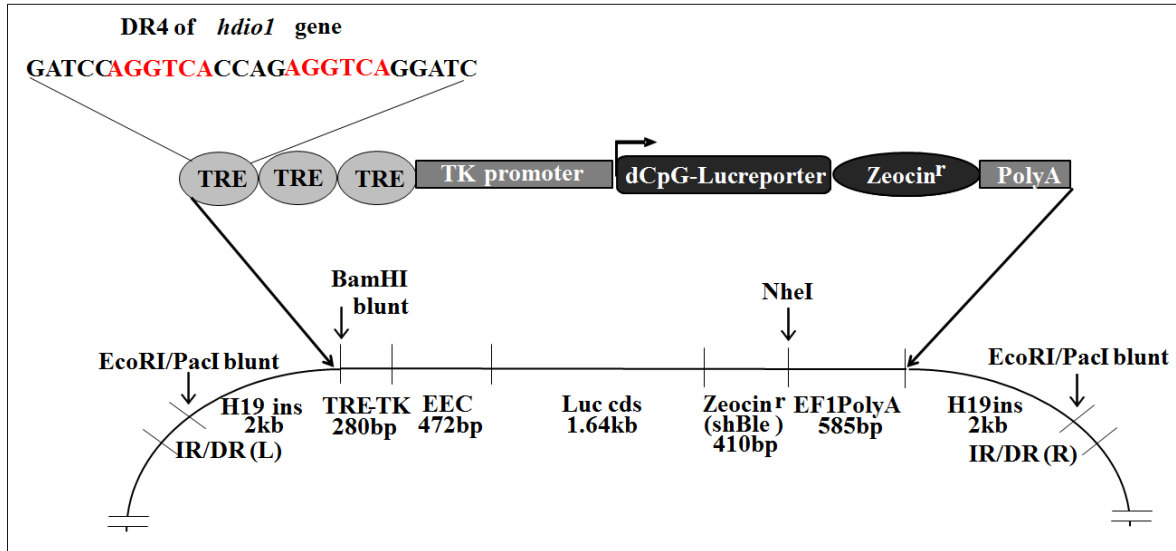 DR4 of hdio1 gene
GATCCAGGTCACCAGAGGTCAGGATC
TRE TRE TRE TK promoter dCpG-Lucreporter Zeocinr PolyA
BamHI
blunt
NheI
EcoRI/PacI blunt
EcoRI/PacI blunt
H19 ins
2kb
TRE-TK
280bp
EEC
472bp
Luc cds
1.64kb
Zeocinr
(shBle)
410bp
EF1PolyA
585bp
H19ins
2kb
IR/DR (L)
IR/DR (R)